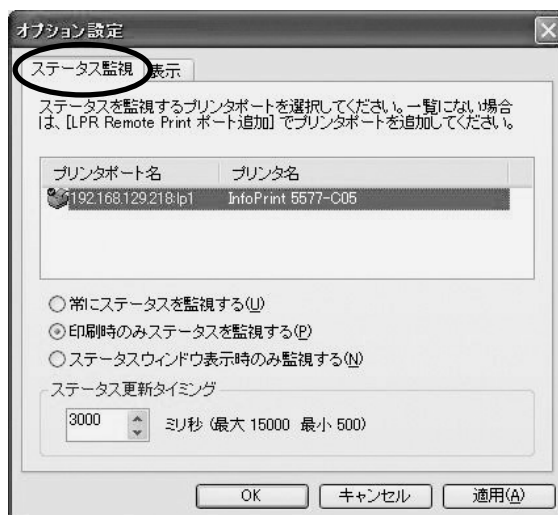 オプション設定
ステータス監視 表示
ステータスを監視するプリンタポートを選択してください。一覧にない場合
は、[LPR Remote Print ポート追加] でプリンタポートを追加してください。
プリンタポート名 プリンタ名
192.168.129.218:lp1 InfoPrint 5577-C05
常にステータスを監視する(U)
印刷時のみステータスを監視する(P)
ステータスウィンドウ表示時のみ監視する(N)
ステータス更新タイミング
3000 ミリ秒 (最大 15000 最小 500)
OK キャンセル 適用(A)